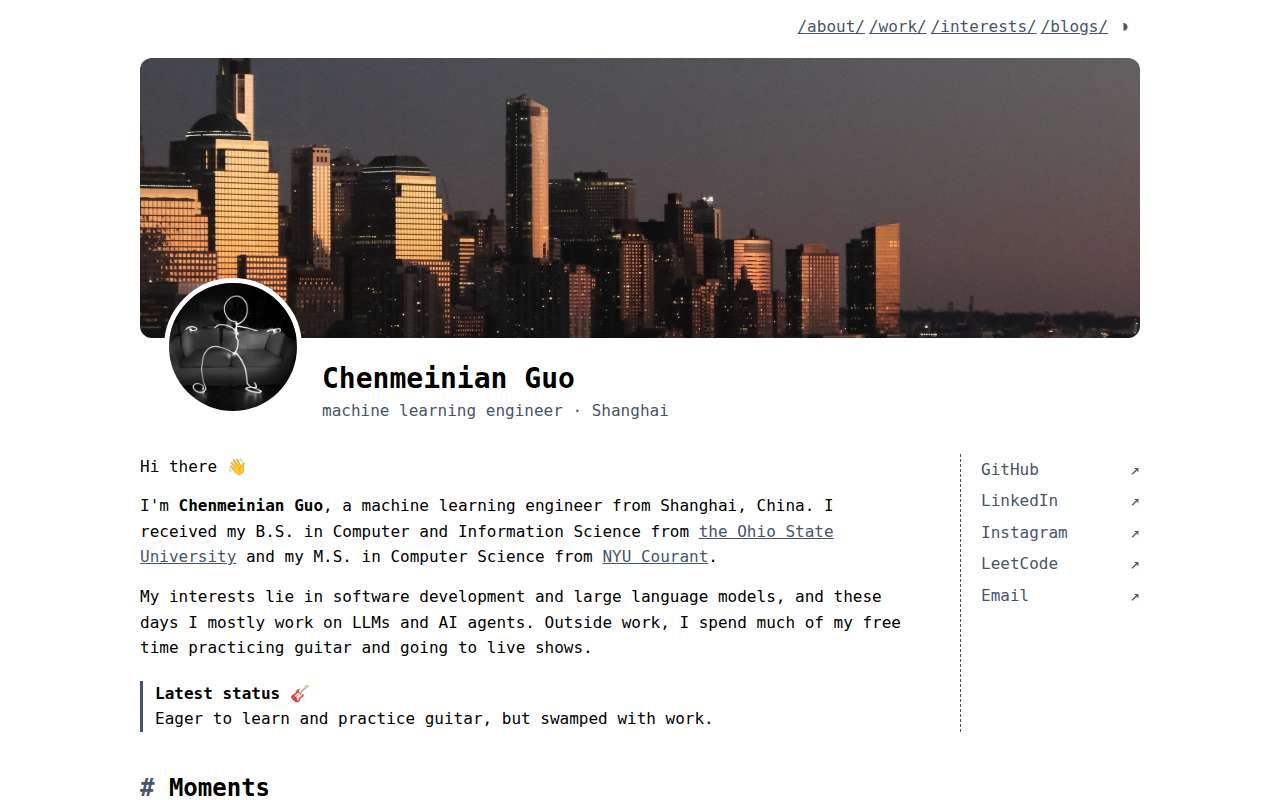 /about/ /work/ /interests/ /blogs/
Chenmeinian Guo
machine learning engineer · Shanghai
Hi there 👋
I'm Chenmeinian Guo, a machine learning engineer from Shanghai, China. I
received my B.S. in Computer and Information Science from the Ohio State
University and my M.S. in Computer Science from NYU Courant.
My interests lie in software development and large language models, and these
days I mostly work on LLMs and AI agents. Outside work, I spend much of my free
time practicing guitar and going to live shows.
Latest status 🎸
Eager to learn and practice guitar, but swamped with work.
GitHub ↗
LinkedIn ↗
Instagram ↗
LeetCode ↗
Email ↗
# Moments